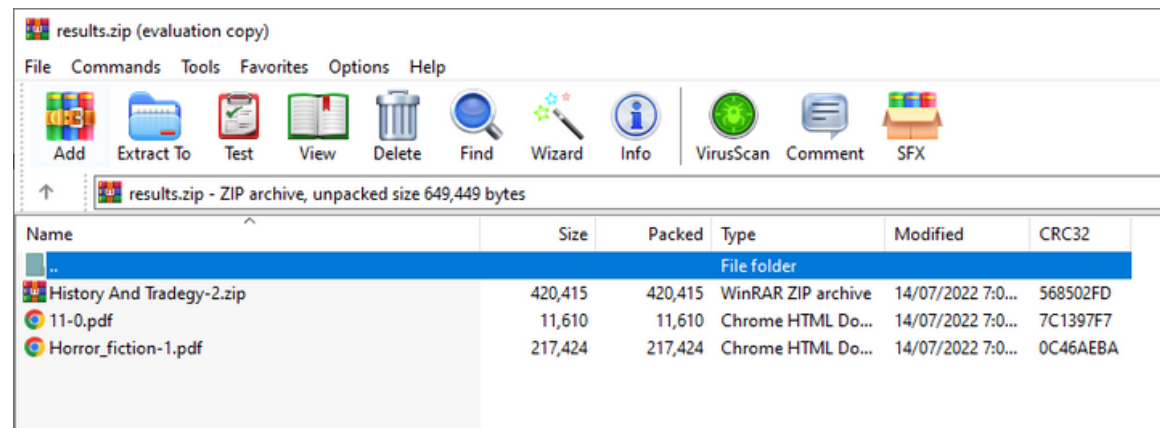 results.zip (evaluation copy)
File Commands Tools Favorites Options Help
Add Extract To Test View Delete Find Wizard Info VirusScan Comment SFX
results.zip - ZIP archive, unpacked size 649,449 bytes
Name Size Packed Type Modified CRC32
.. File folder
History And Tradegy-2.zip 420,415 420,415 WinRAR ZIP archive 14/07/2022 7:0... 568502FD
11-0.pdf 11,610 11,610 Chrome HTML Do... 14/07/2022 7:0... 7C1397F7
Horror_fiction-1.pdf 217,424 217,424 Chrome HTML Do... 14/07/2022 7:0... 0C46AEBA